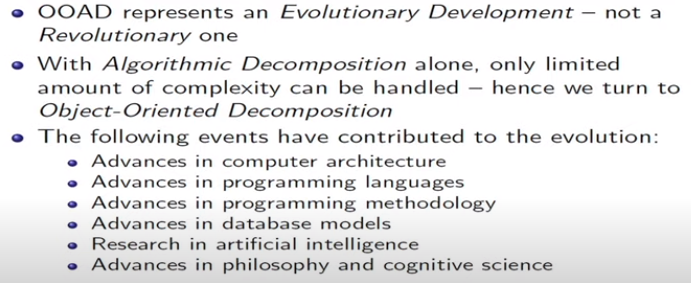 OOAD represents an Evolutionary Development – not a
Revolutionary one
With Algorithmic Decomposition alone, only limited
amount of complexity can be handled – hence we turn to
Object-Oriented Decomposition
The following events have contributed to the evolution:
Advances in computer architecture
Advances in programming languages
Advances in programming methodology
Advances in database models
Research in artificial intelligence
Advances in philosophy and cognitive science